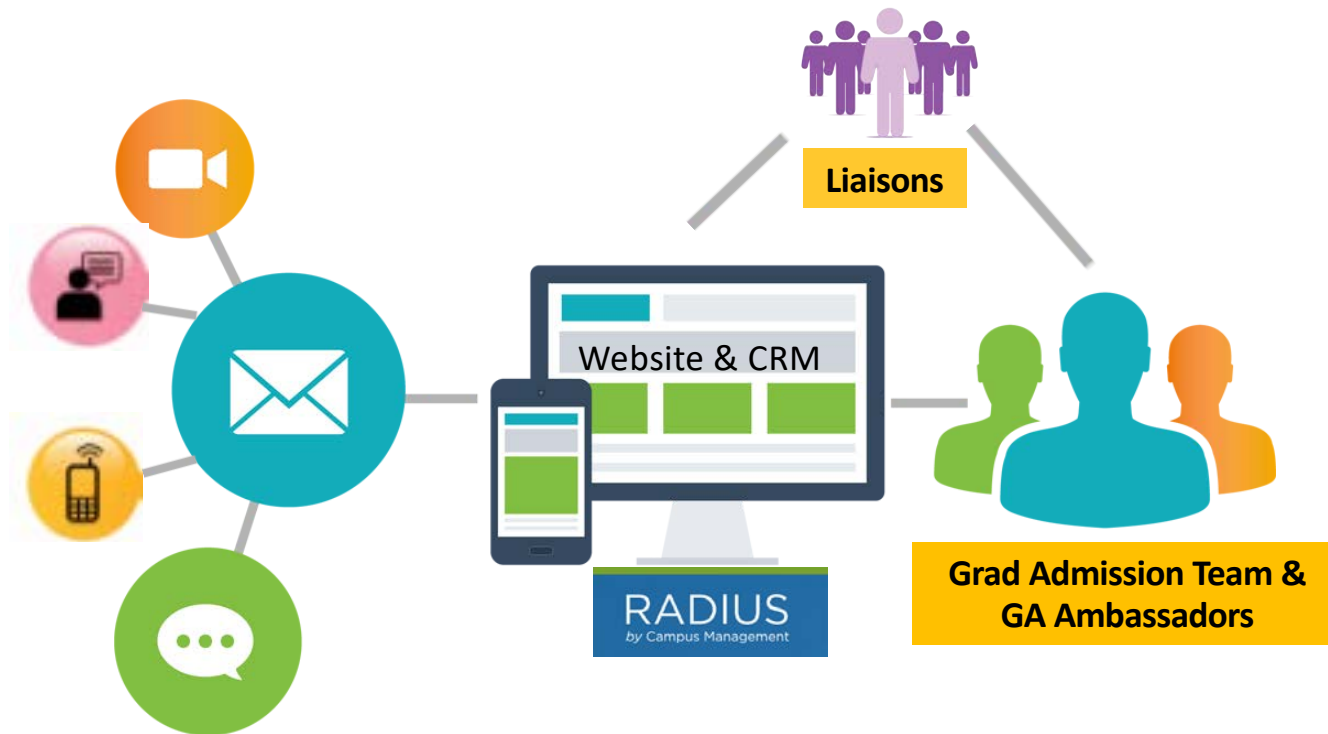 Liaisons
Website & CRM
RADIUS
by Campus Management
Grad Admission Team &
GA Ambassadors